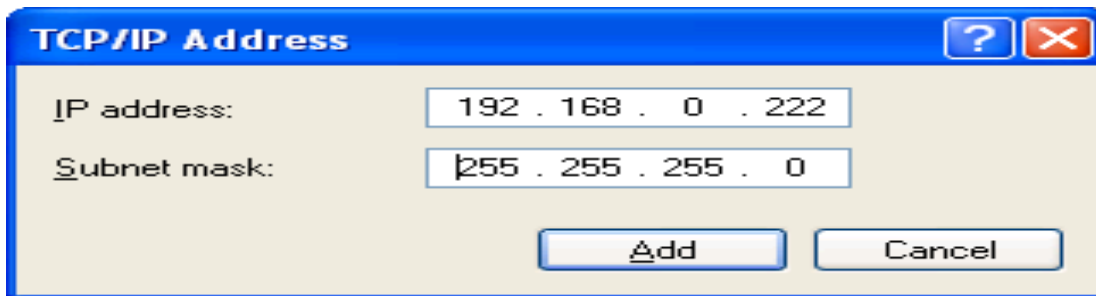 TCP/IP Address
IP address: 192 . 168 . 0 . 222
Subnet mask: 255 . 255 . 255 . 0
Add Cancel